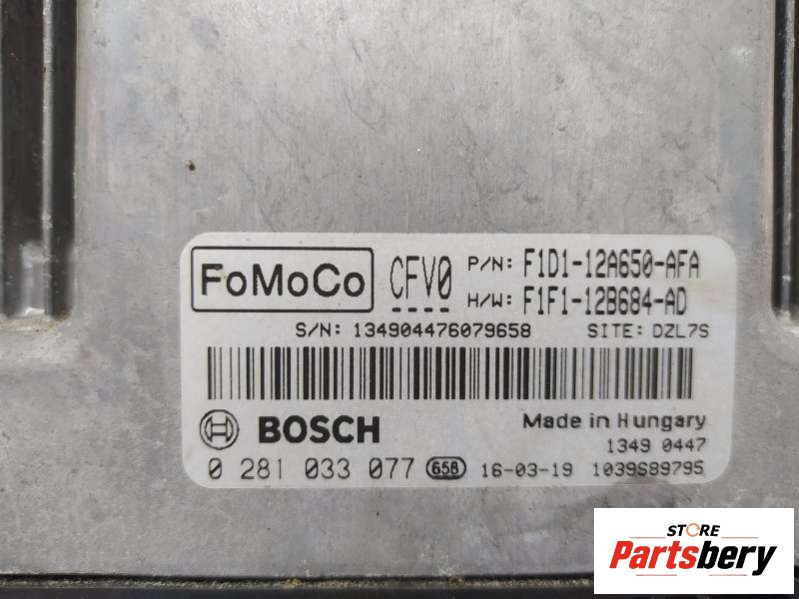 FoMoCo CFV0 P/N: F1D1-12A650-AFA
H/W: F1F1-12B684-AD
S/N: 134904476079658 SITE: DZL7S
BOSCH Made in Hungary
1349 0447
0 281 033 077 658 16-03-19 1039S89795
STORE
Partsbery